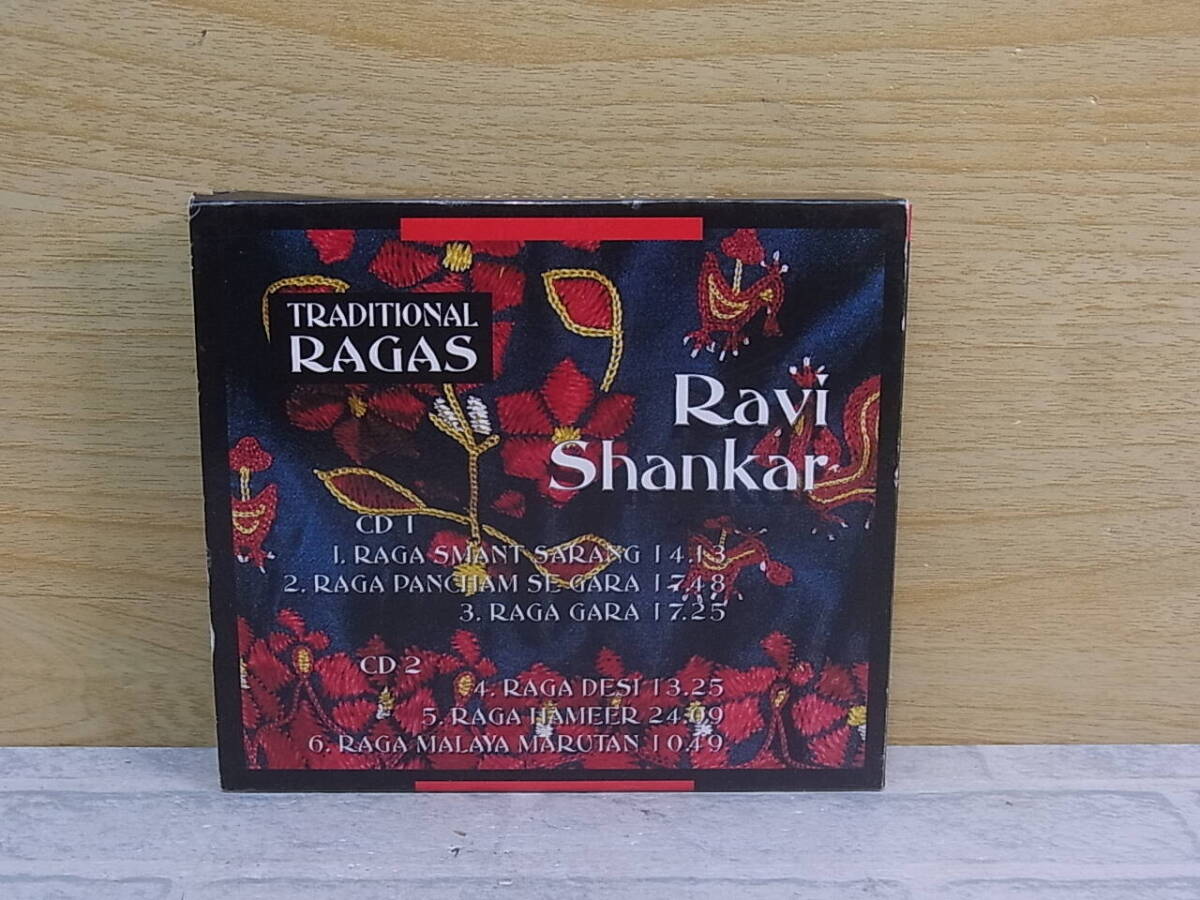 TRADITIONAL
RAGAS
Ravi
Shankar
CD 1
1. RAGA SMANT SARANG 14.13
2. RAGA PANCHAM SE GARA 17.48
3. RAGA GARA 17.25
CD 2
4. RAGA DESI 13.25
5. RAGA HAMEER 24.09
6. RAGA MALAYA MARUTAN 10.49